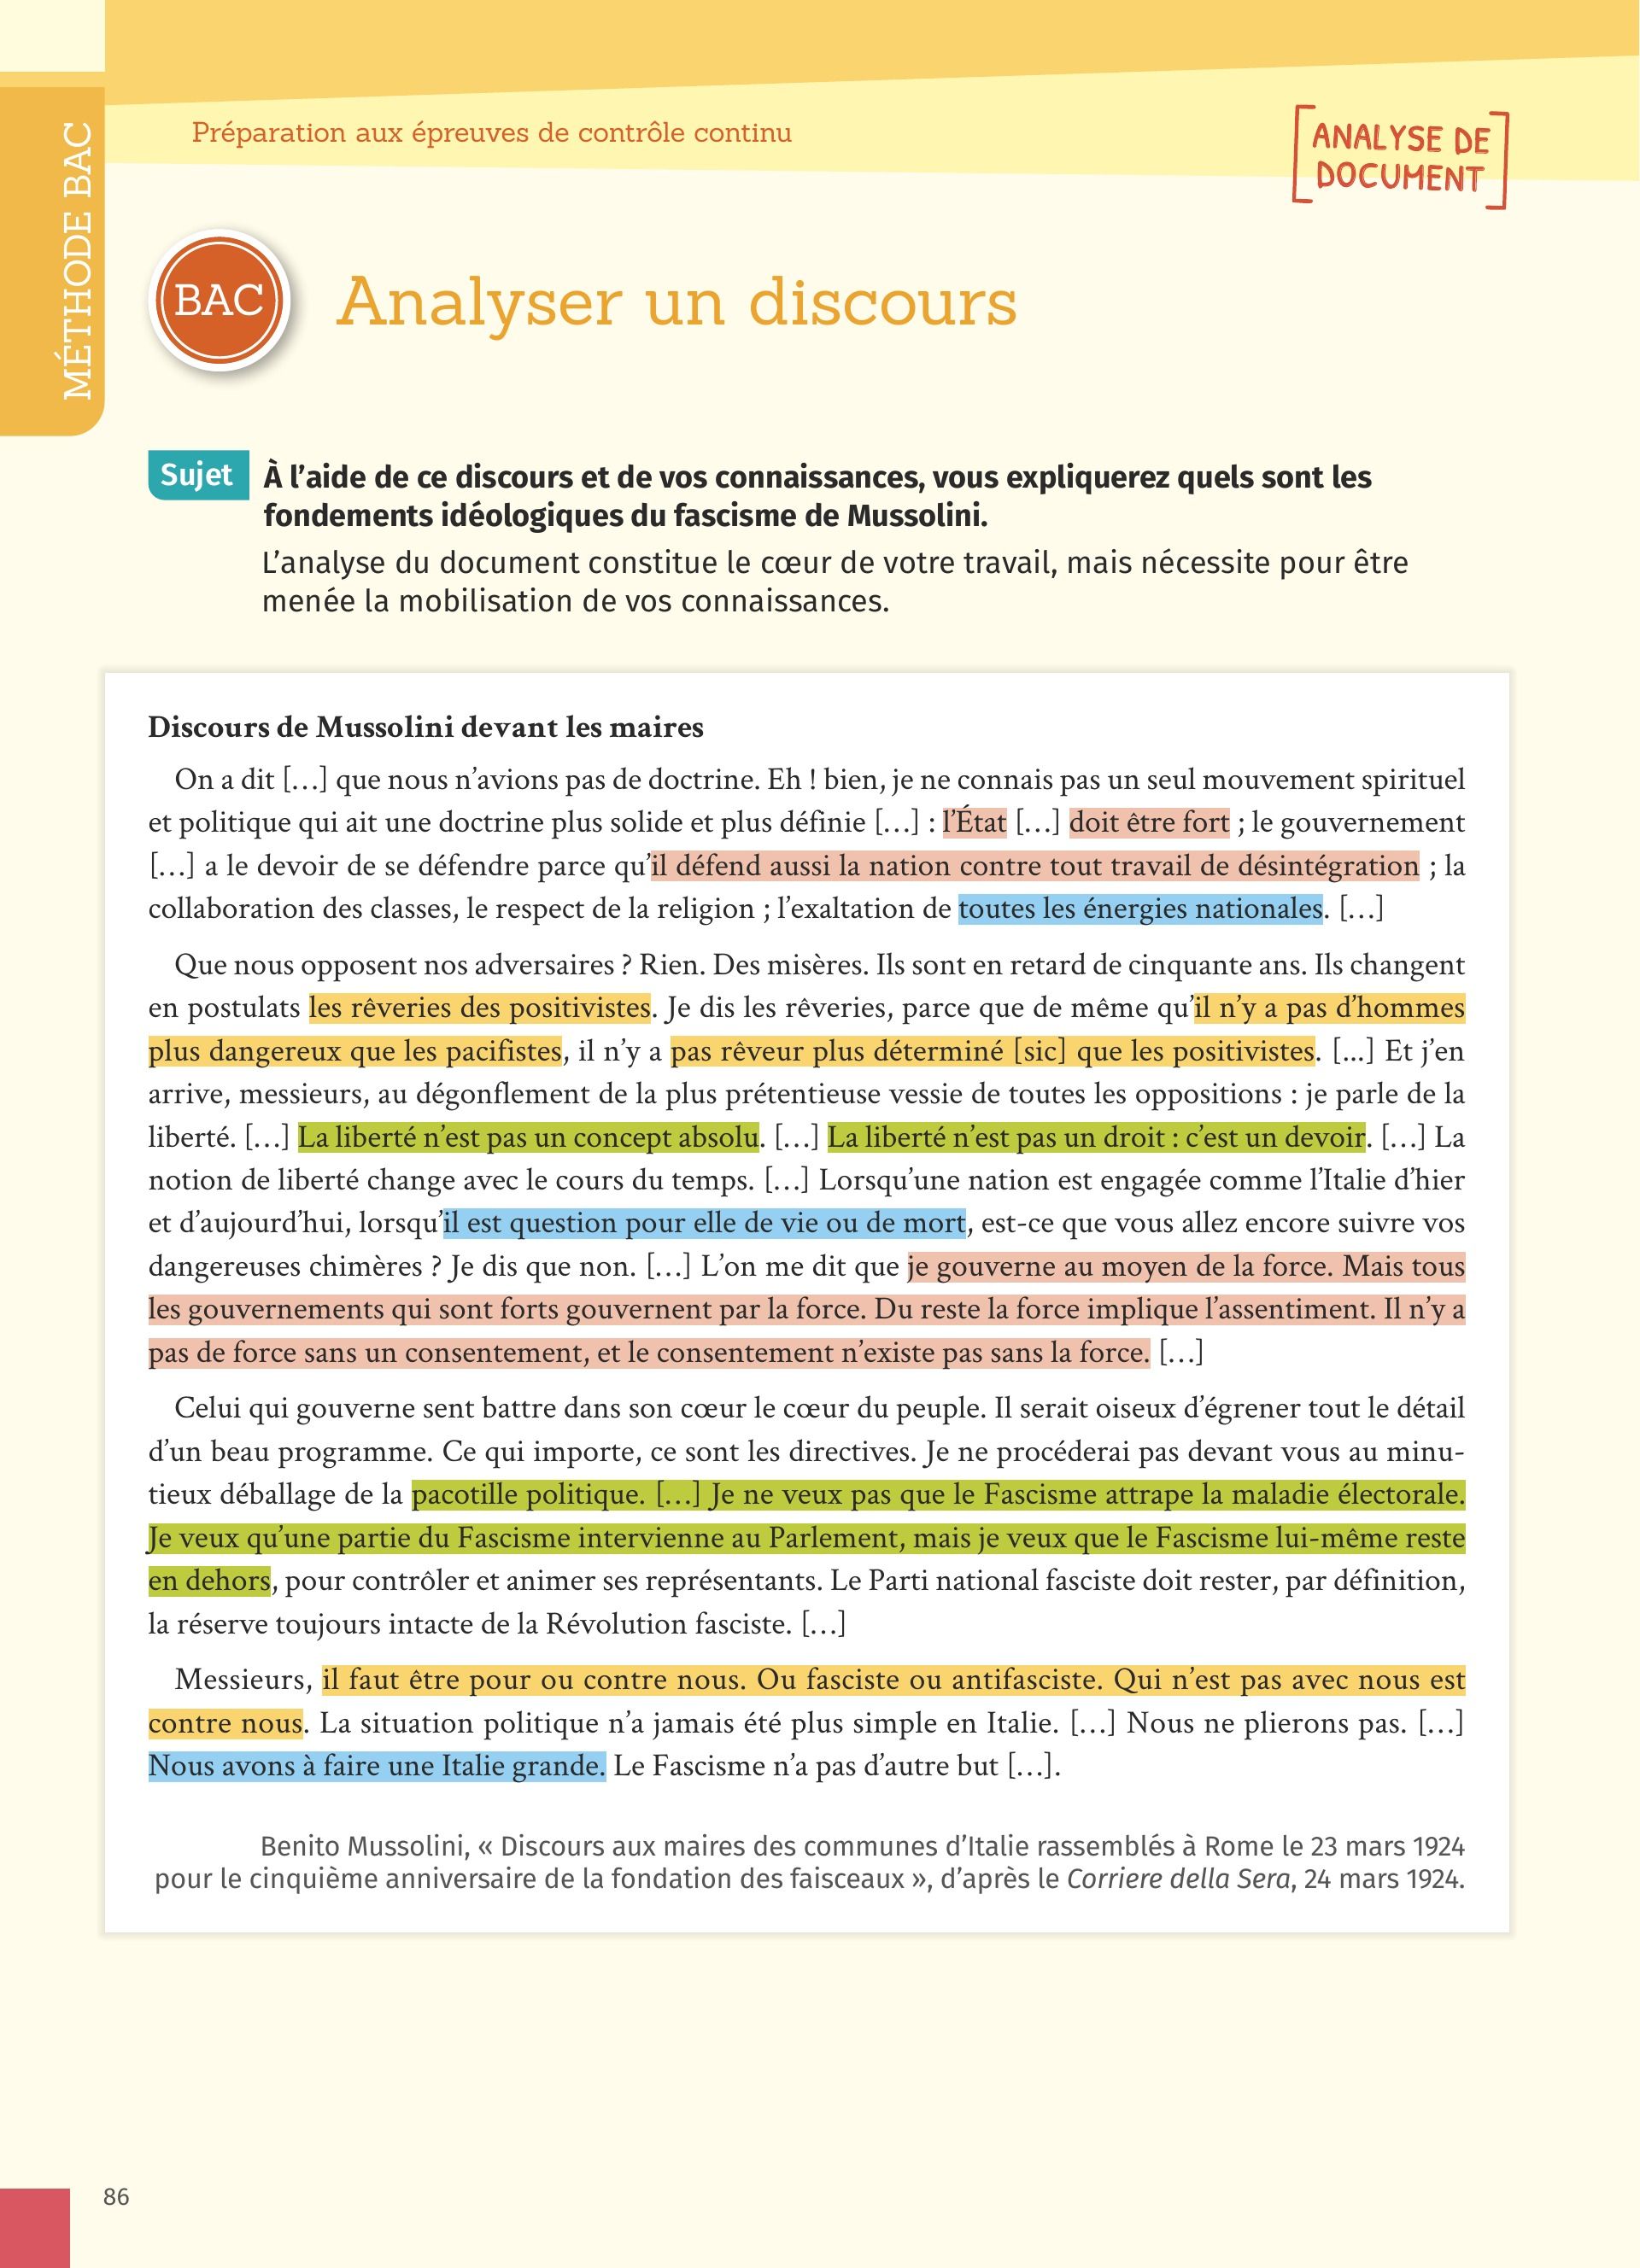 Préparation aux épreuves de contrôle continu
ANALYSE DE
DOCUMENT
MÉTHODE BAC
BAC
Analyser un discours
Sujet
À l’aide de ce discours et de vos connaissances, vous expliquerez quels sont les
fondements idéologiques du fascisme de Mussolini.
L’analyse du document constitue le cœur de votre travail, mais nécessite pour être
menée la mobilisation de vos connaissances.
Discours de Mussolini devant les maires
On a dit […] que nous n’avions pas de doctrine. Eh ! bien, je ne connais pas un seul mouvement spirituel
et politique qui ait une doctrine plus solide et plus définie […] : l’État […] doit être fort ; le gouvernement
[…] a le devoir de se défendre parce qu’il défend aussi la nation contre tout travail de désintégration ; la
collaboration des classes, le respect de la religion ; l’exaltation de toutes les énergies nationales. […]
Que nous opposent nos adversaires ? Rien. Des misères. Ils sont en retard de cinquante ans. Ils changent
en postulats les rêveries des positivistes. Je dis les rêveries, parce que de même qu’il n’y a pas d’hommes
plus dangereux que les pacifistes, il n’y a pas rêveur plus déterminé [sic] que les positivistes. [...] Et j’en
arrive, messieurs, au dégonflement de la plus prétentieuse vessie de toutes les oppositions : je parle de la
liberté. […] La liberté n’est pas un concept absolu. […] La liberté n’est pas un droit : c’est un devoir. […] La
notion de liberté change avec le cours du temps. […] Lorsqu’une nation est engagée comme l’Italie d’hier
et d’aujourd’hui, lorsqu’il est question pour elle de vie ou de mort, est-ce que vous allez encore suivre vos
dangereuses chimères ? Je dis que non. […] L’on me dit que je gouverne au moyen de la force. Mais tous
les gouvernements qui sont forts gouvernent par la force. Du reste la force implique l’assentiment. Il n’y a
pas de force sans un consentement, et le consentement n’existe pas sans la force. […]
Celui qui gouverne sent battre dans son cœur le cœur du peuple. Il serait oiseux d’égrener tout le détail
d’un beau programme. Ce qui importe, ce sont les directives. Je ne procéderai pas devant vous au minu-
tieux déballage de la pacotille politique. […] Je ne veux pas que le Fascisme attrape la maladie électorale.
Je veux qu’une partie du Fascisme intervienne au Parlement, mais je veux que le Fascisme lui-même reste
en dehors, pour contrôler et animer ses représentants. Le Parti national fasciste doit rester, par définition,
la réserve toujours intacte de la Révolution fasciste. […]
Messieurs, il faut être pour ou contre nous. Ou fasciste ou antifasciste. Qui n’est pas avec nous est
contre nous. La situation politique n’a jamais été plus simple en Italie. […] Nous ne plierons pas. […]
Nous avons à faire une Italie grande. Le Fascisme n’a pas d’autre but […].
Benito Mussolini, « Discours aux maires des communes d’Italie rassemblés à Rome le 23 mars 1924
pour le cinquième anniversaire de la fondation des faisceaux », d’après le Corriere della Sera, 24 mars 1924.
86